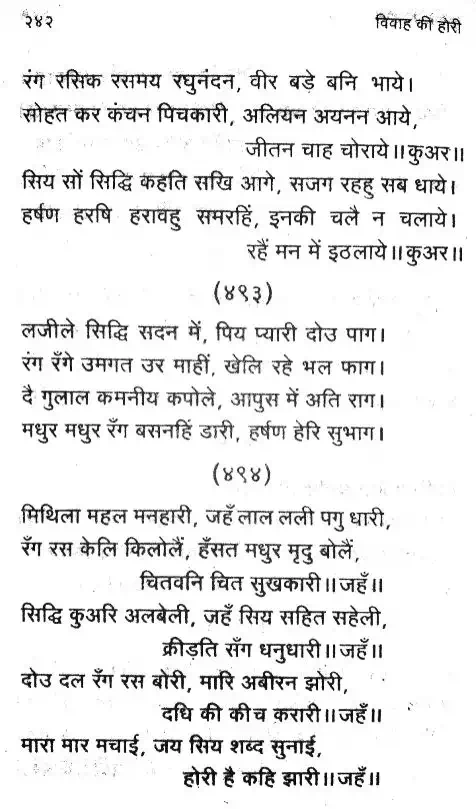 २४२ विवाह की होरी
रंग रसिक रसमय रघुनंदन, वीर बड़े बनि भाये।
सोहत कर कंचन पिचकारी, अलियन अयनन आये,
जीतन चाह चोराये॥कुअर॥
सिय सों सिद्धि कहति सखि आगे, सजग रहहु सब धाये।
हर्षण हरषि हरावहु समरहिं, इनकी चलै न चलाये।
रहैं मन में इठलाये॥कुअर॥
(४९३)
लजीले सिद्धि सदन में, पिय प्यारी दोउ पाग।
रंग रँगे उमगत उर माहीं, खेलि रहे भल फाग।
दै गुलाल कमनीय कपोले, आपुस में अति राग।
मधुर मधुर रँग बसनहिं डारी, हर्षण हेरि सुभाग।
(४९४)
मिथिला महल मनहारी, जहँ लाल लली पगु धारी,
रँग रस केलि किलोलैं, हँसत मधुर मृदु बोलैं,
चितवनि चित सुखकारी॥जहँ॥
सिद्धि कुअरि अलबेली, जहँ सिय सहित सहेली,
क्रीड़ति सँग धनुधारी॥जहँ॥
दोउ दल रँग रस बोरी, मारि अबीरन झोरी,
दधि की कीच करारी॥जहँ॥
मारा मार मचाई, जय सिय शब्द सुनाई,
होरी है कहि झारी॥जहँ॥